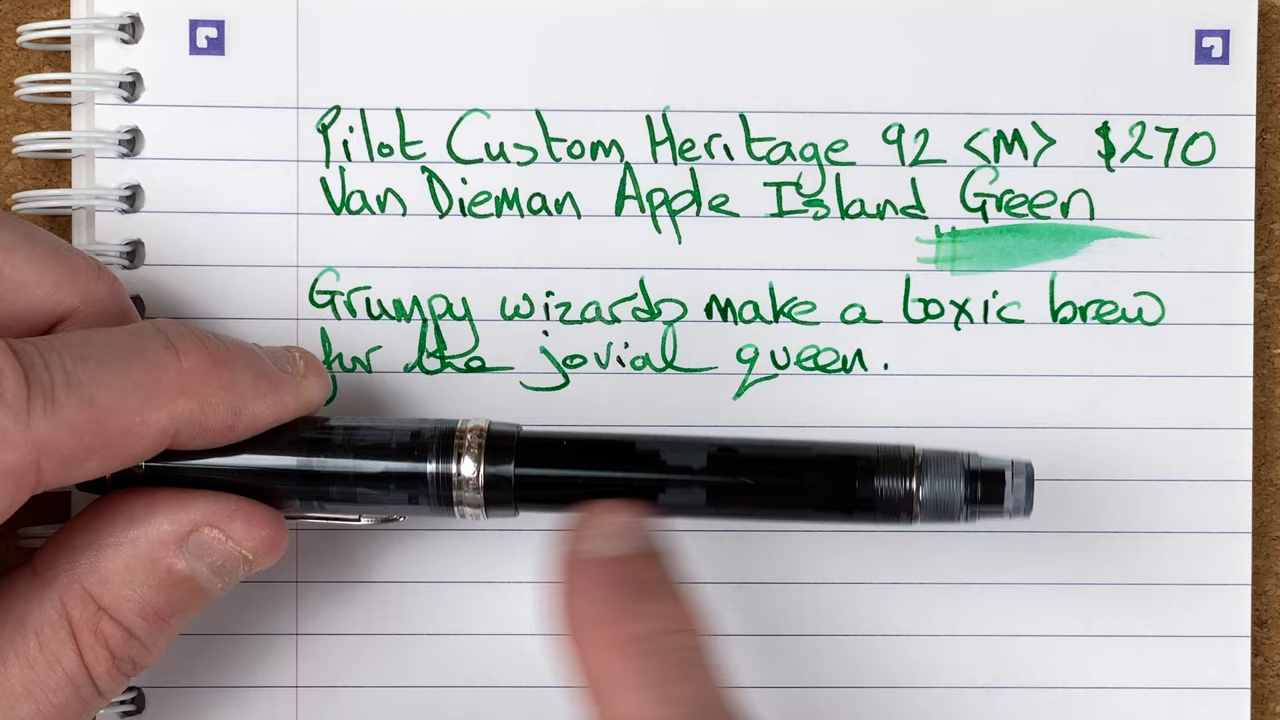 Pilot Custom Heritage 92 <M> $270
Van Dieman Apple Island Green
Grumpy wizards make a toxic brew
for the jovial queen.